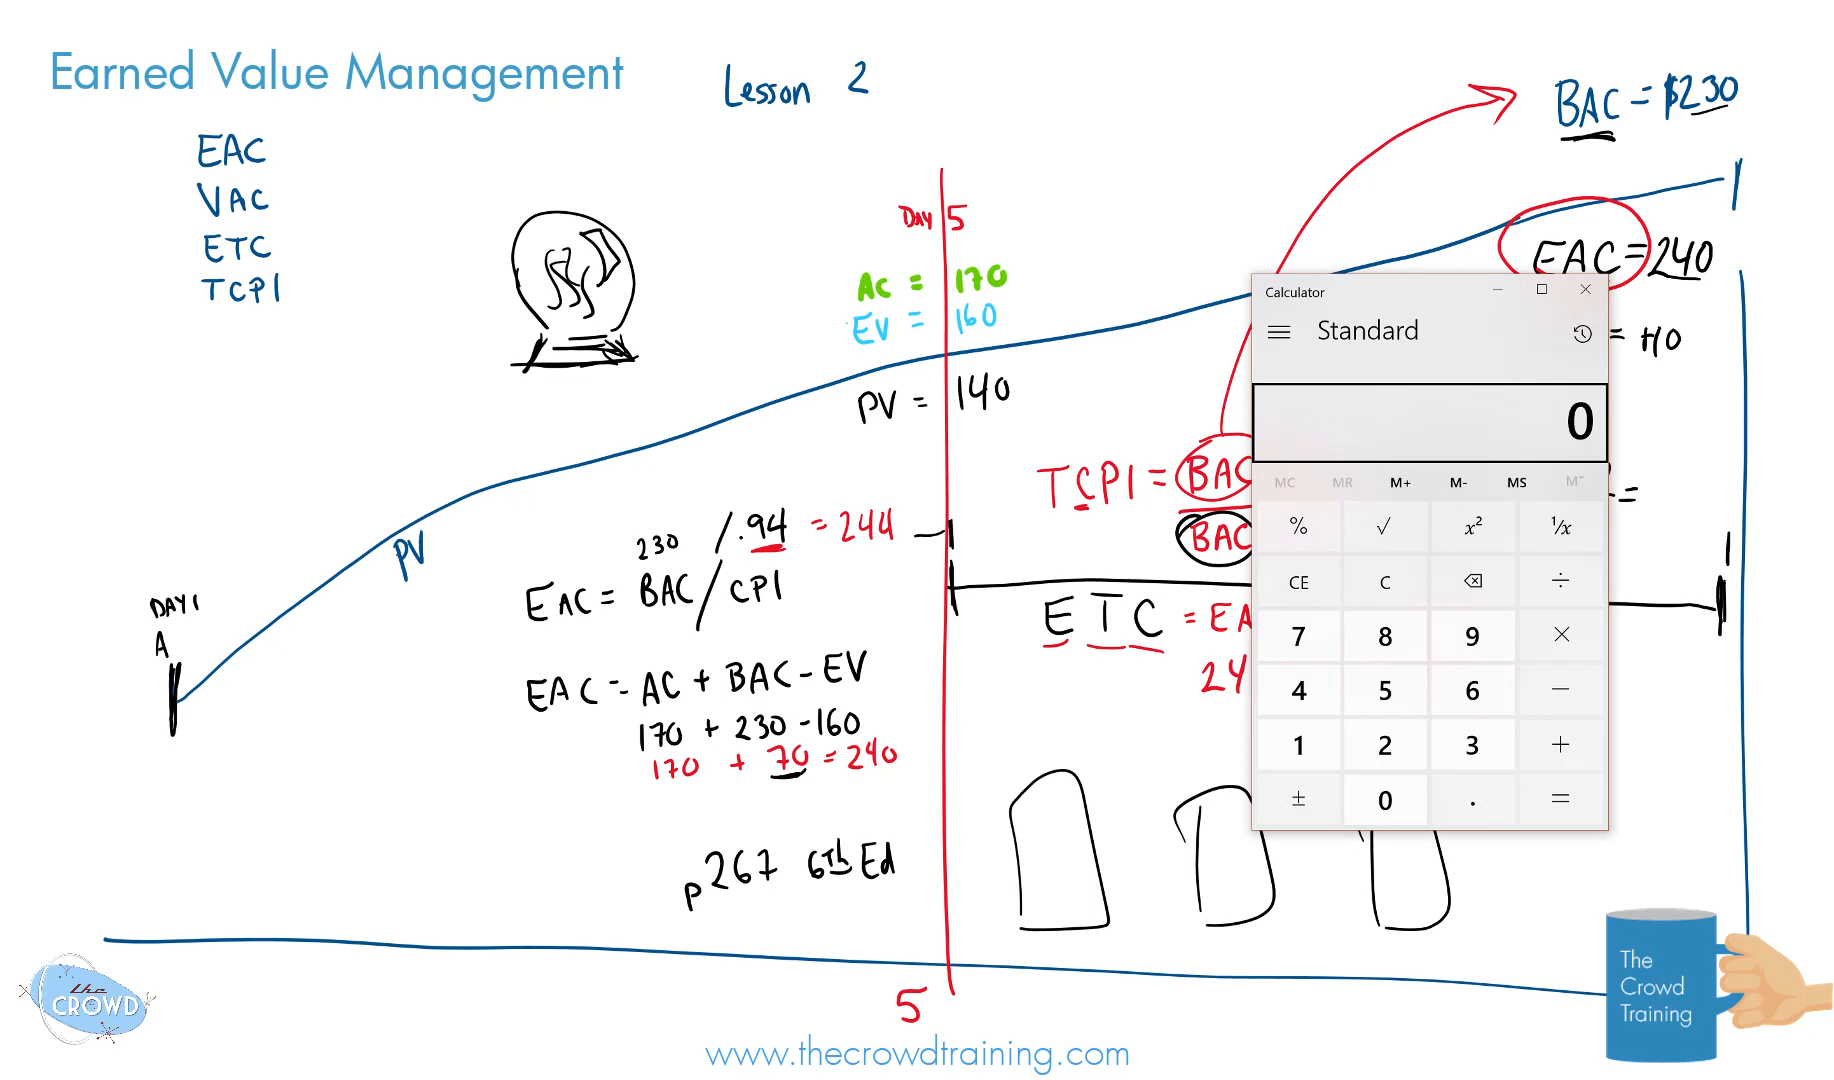 Earned Value Management
Lesson 2
BAC = $230
EAC
VAC
ETC
TCPI
DAY 5
AC = 170
EV = 160
PV = 140
EAC = 240
= +10
Calculator
Standard
0
MC MR M+ M- MS M˅
% √ x² ¹/x
CE C ⌫ ÷
7 8 9 ×
4 5 6 −
1 2 3 +
± 0 . =
TCPI = BAC
BAC
=
PV
230 / .94 = 244
EAC = BAC / CPI
DAY 1
A
ETC = EA
24
EAC = AC + BAC - EV
170 + 230 - 160
170 + 70 = 240
p267 6th Ed
5
the
CROWD
www.thecrowdtraining.com
The
Crowd
Training